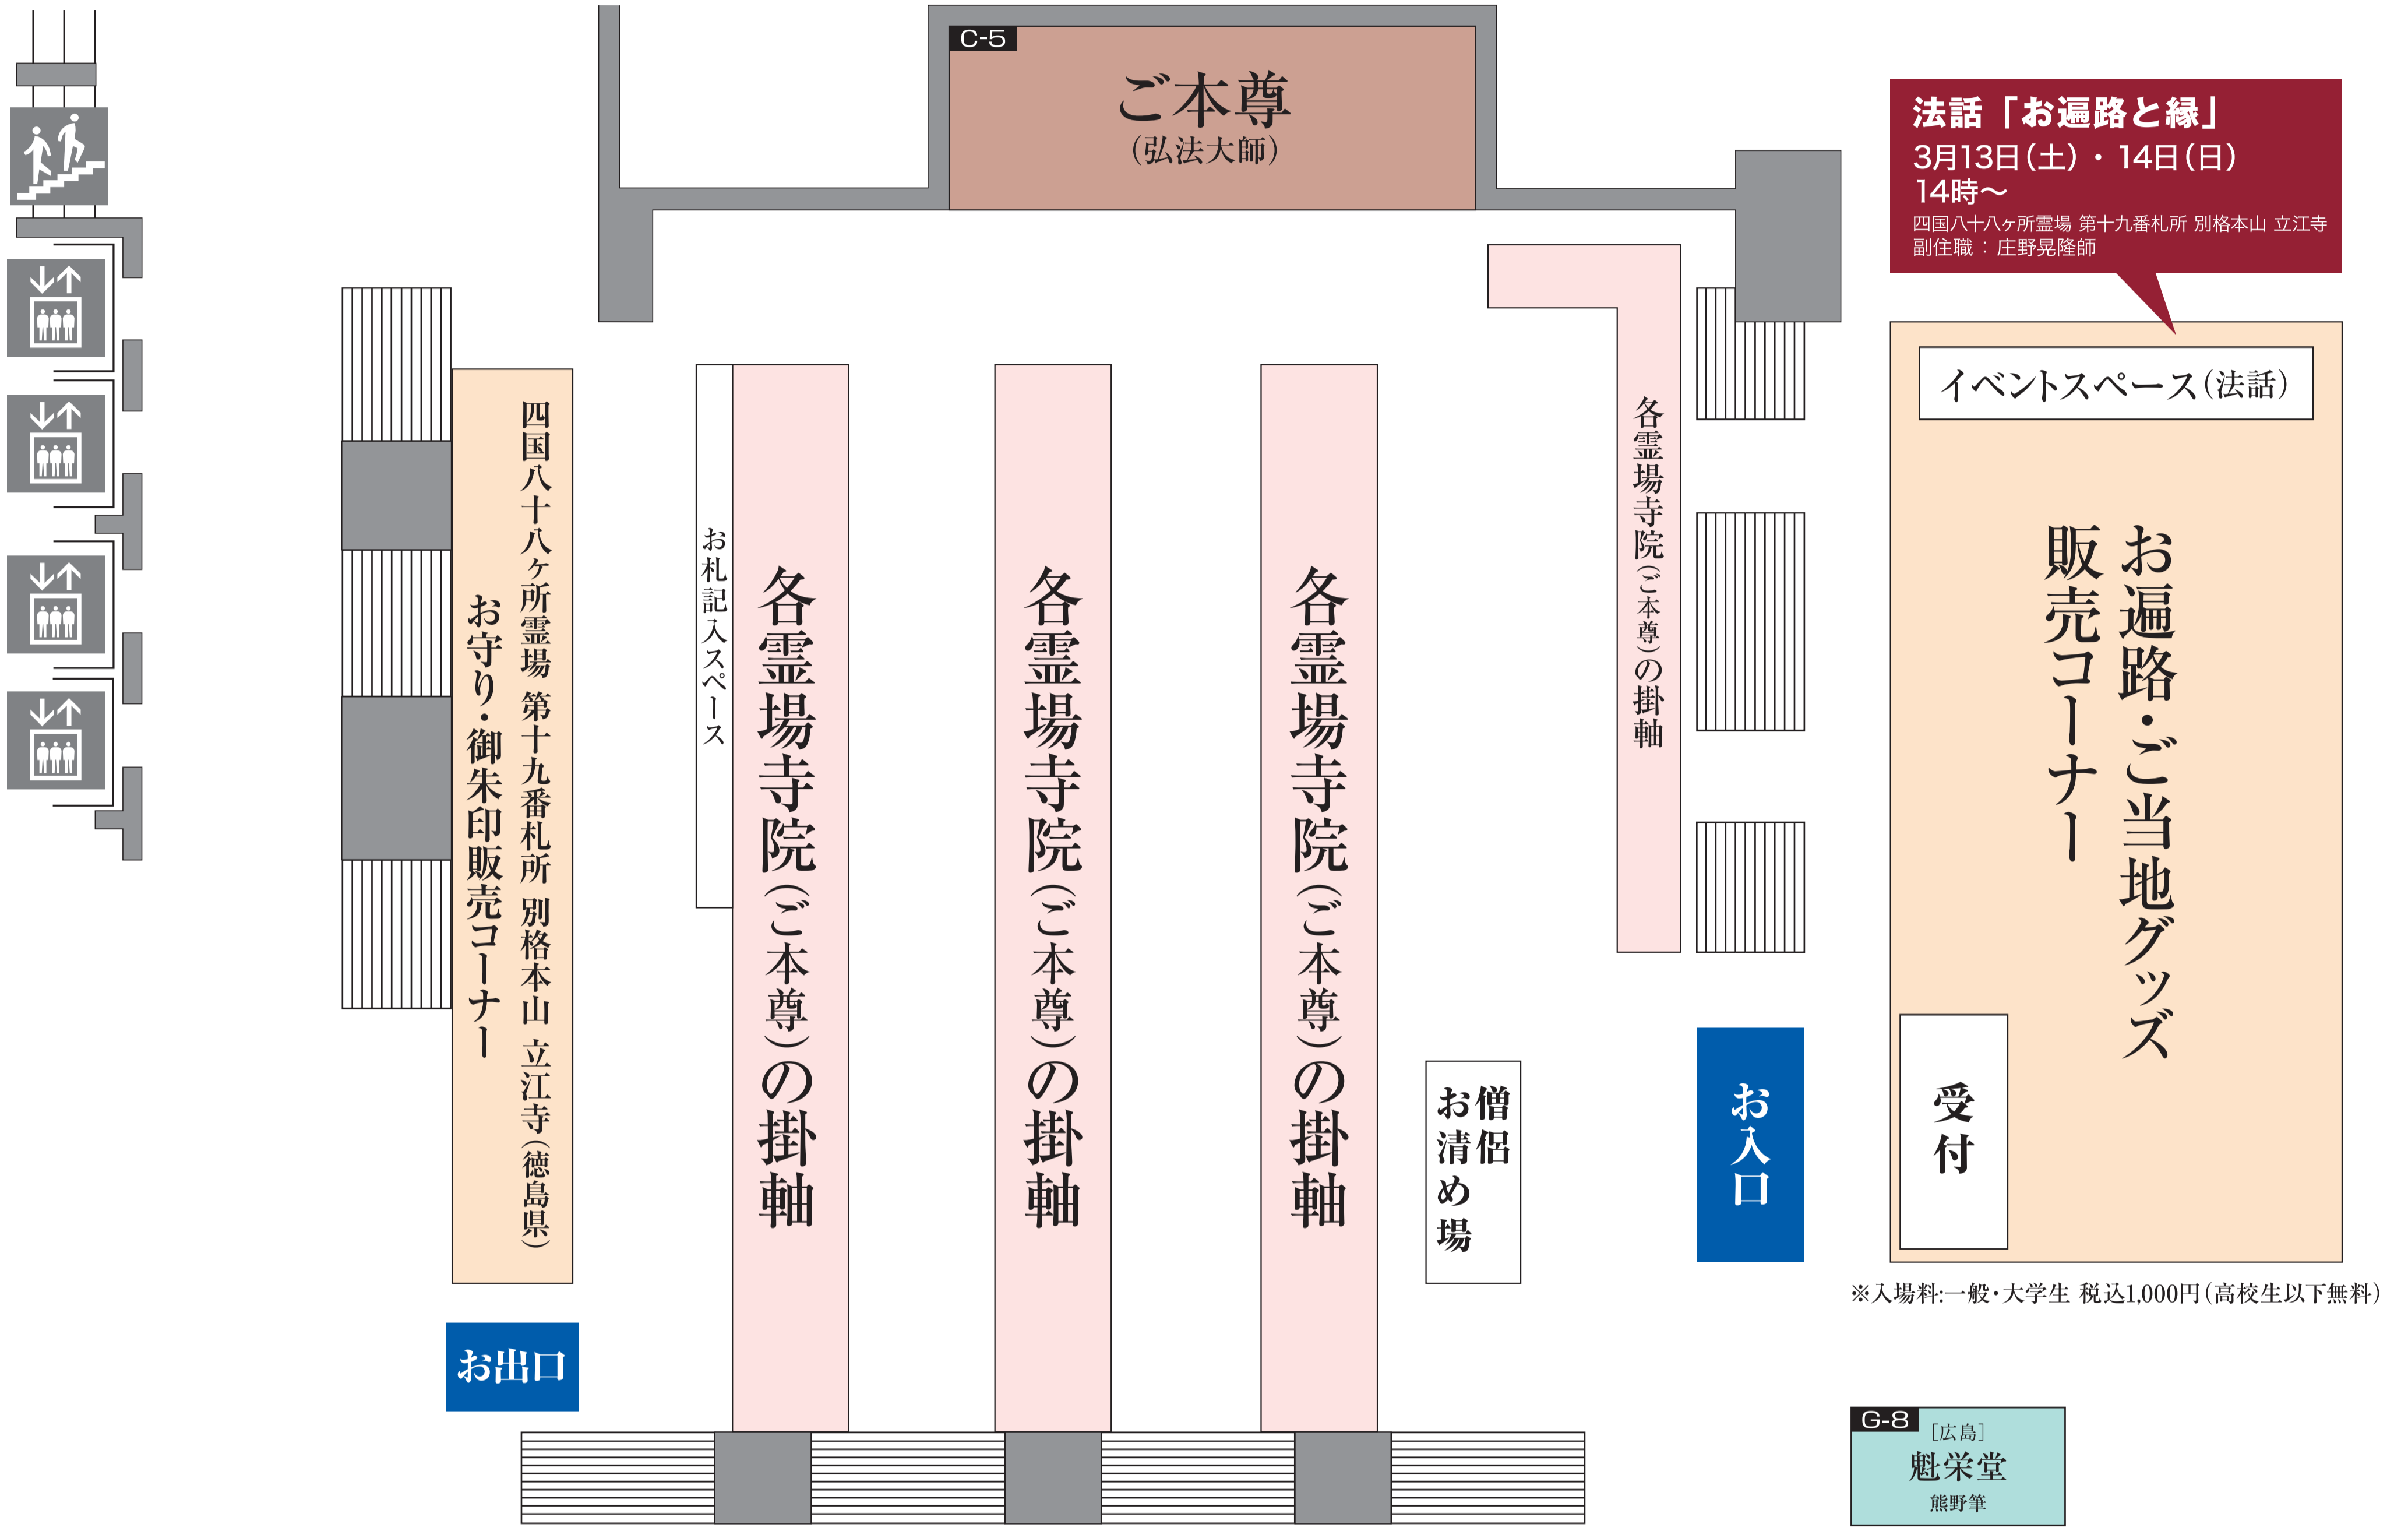 C-5
ご本尊
（弘法大師）
法話「お遍路と縁」
3月13日（土）・14日（日）
14時〜
四国八十八ヶ所霊場 第十九番札所 別格本山 立江寺
副住職：庄野晃隆師
イベントスペース（法話）
お遍路・ご当地グッズ
販売コーナー
受付
※入場料:一般・大学生 税込1,000円（高校生以下無料）
お入口
各霊場寺院（ご本尊）の掛軸
僧侶
お清め場
各霊場寺院（ご本尊）の掛軸
各霊場寺院（ご本尊）の掛軸
各霊場寺院（ご本尊）の掛軸
お札記入スペース
四国八十八ヶ所霊場 第十九番札所 別格本山 立江寺（徳島県）
お守り・御朱印販売コーナー
お出口
G-8
［広島］
魁栄堂
熊野筆